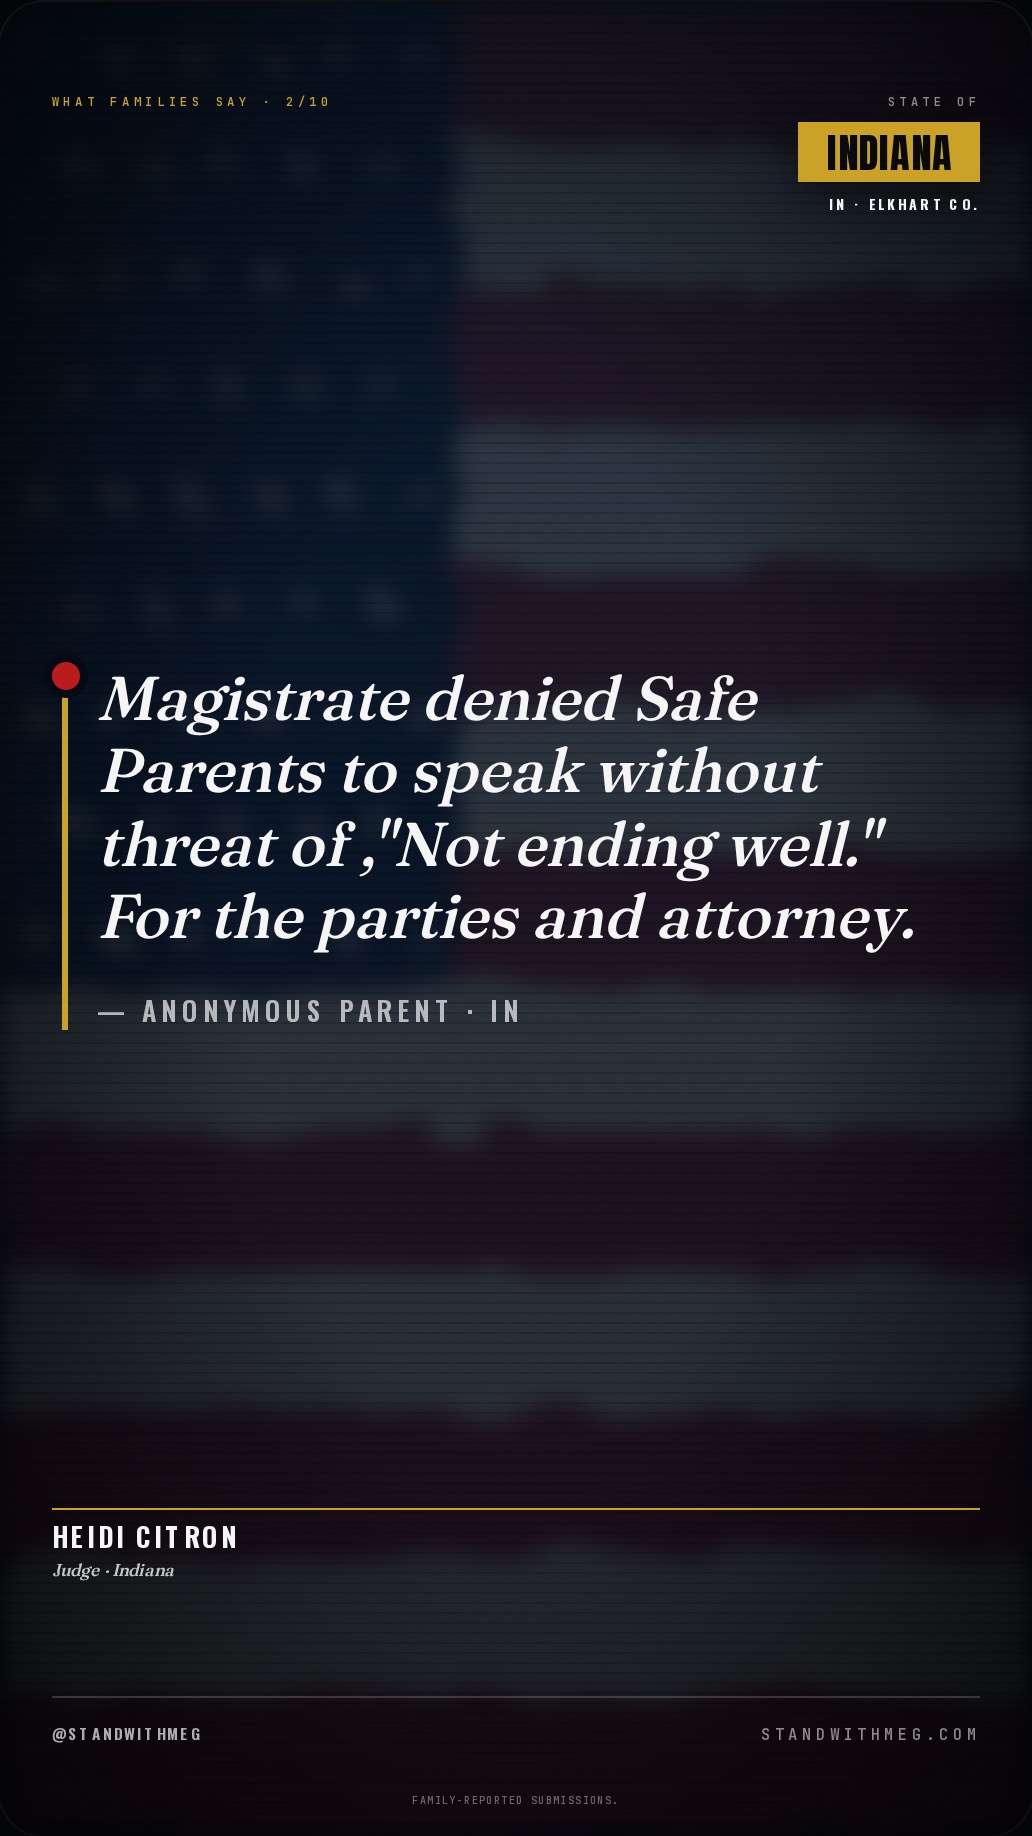 WHAT FAMILIES SAY · 2/10
STATE OF
INDIANA
IN · ELKHART CO.
Magistrate denied Safe
Parents to speak without
threat of ,"Not ending well."
For the parties and attorney.
— ANONYMOUS PARENT · IN
HEIDI CITRON
Judge · Indiana
@STANDWITHMEG
STANDWITHMEG.COM
FAMILY-REPORTED SUBMISSIONS.